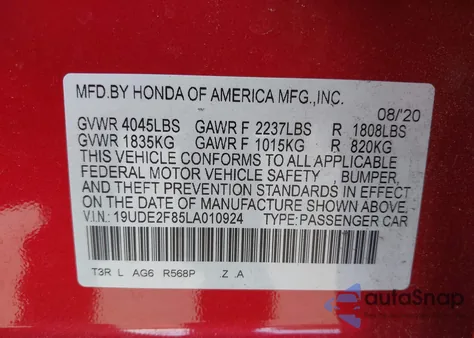 MFD.BY HONDA OF AMERICA MFG.,INC.
08/'20
GVWR 4045LBS GAWR F 2237LBS R 1808LBS
GVWR 1835KG GAWR F 1015KG R 820KG
THIS VEHICLE CONFORMS TO ALL APPLICABLE
FEDERAL MOTOR VEHICLE SAFETY , BUMPER,
AND THEFT PREVENTION STANDARDS IN EFFECT
ON THE DATE OF MANUFACTURE SHOWN ABOVE.
V.I.N: 19UDE2F85LA010924 TYPE:PASSENGER CAR
T3R L AG6 R568P .Z .A
autoSnap